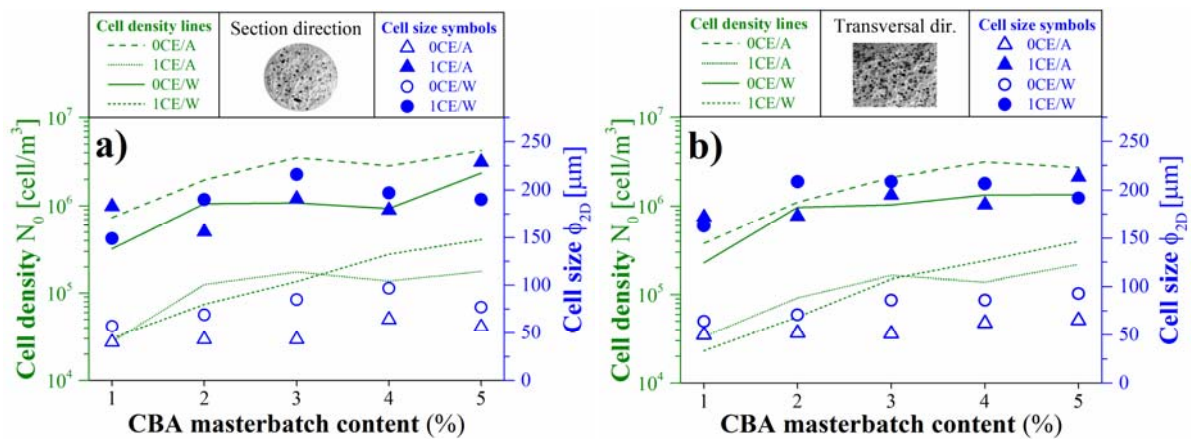 Cell density lines
0CE/A
1CE/A
0CE/W
1CE/W
Section direction
Cell size symbols
0CE/A
1CE/A
0CE/W
1CE/W
a)
10^7
10^6
10^5
10^4
Cell density N_0 [cell/m^3]
250
200
150
100
50
0
Cell size ϕ_2D [μm]
1 2 3 4 5
CBA masterbatch content (%)
Cell density lines
0CE/A
1CE/A
0CE/W
1CE/W
Transversal dir.
Cell size symbols
0CE/A
1CE/A
0CE/W
1CE/W
b)
10^7
10^6
10^5
10^4
Cell density N_0 [cell/m^3]
250
200
150
100
50
0
Cell size ϕ_2D [μm]
1 2 3 4 5
CBA masterbatch content (%)